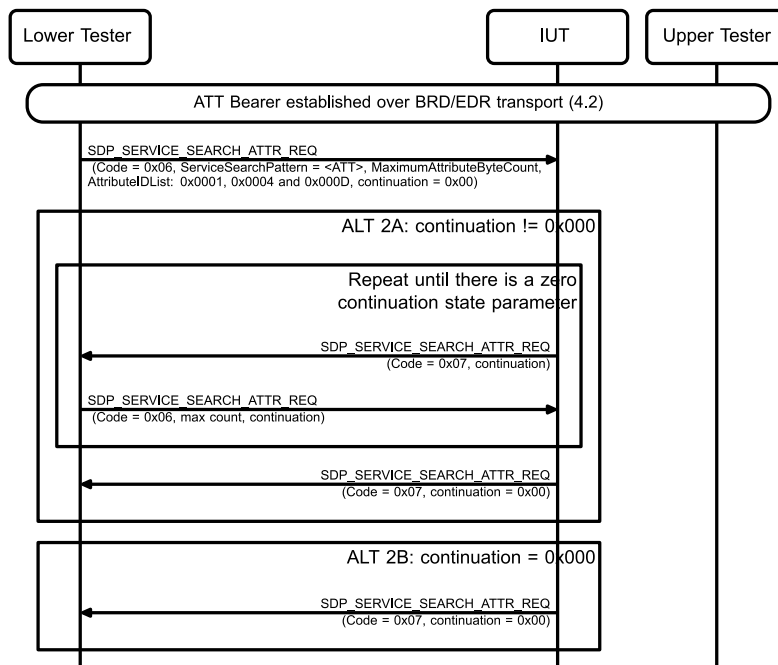 Lower Tester
IUT
Upper Tester
ATT Bearer established over BRD/EDR transport (4.2)
SDP_SERVICE_SEARCH_ATTR_REQ
(Code = 0x06, ServiceSearchPattern = <ATT>, MaximumAttributeByteCount,
AttributeIDList: 0x0001, 0x0004 and 0x000D, continuation = 0x00)
ALT 2A: continuation != 0x000
Repeat until there is a zero
continuation state parameter
SDP_SERVICE_SEARCH_ATTR_REQ
(Code = 0x07, continuation)
SDP_SERVICE_SEARCH_ATTR_REQ
(Code = 0x06, max count, continuation)
SDP_SERVICE_SEARCH_ATTR_REQ
(Code = 0x07, continuation = 0x00)
ALT 2B: continuation = 0x000
SDP_SERVICE_SEARCH_ATTR_REQ
(Code = 0x07, continuation = 0x00)